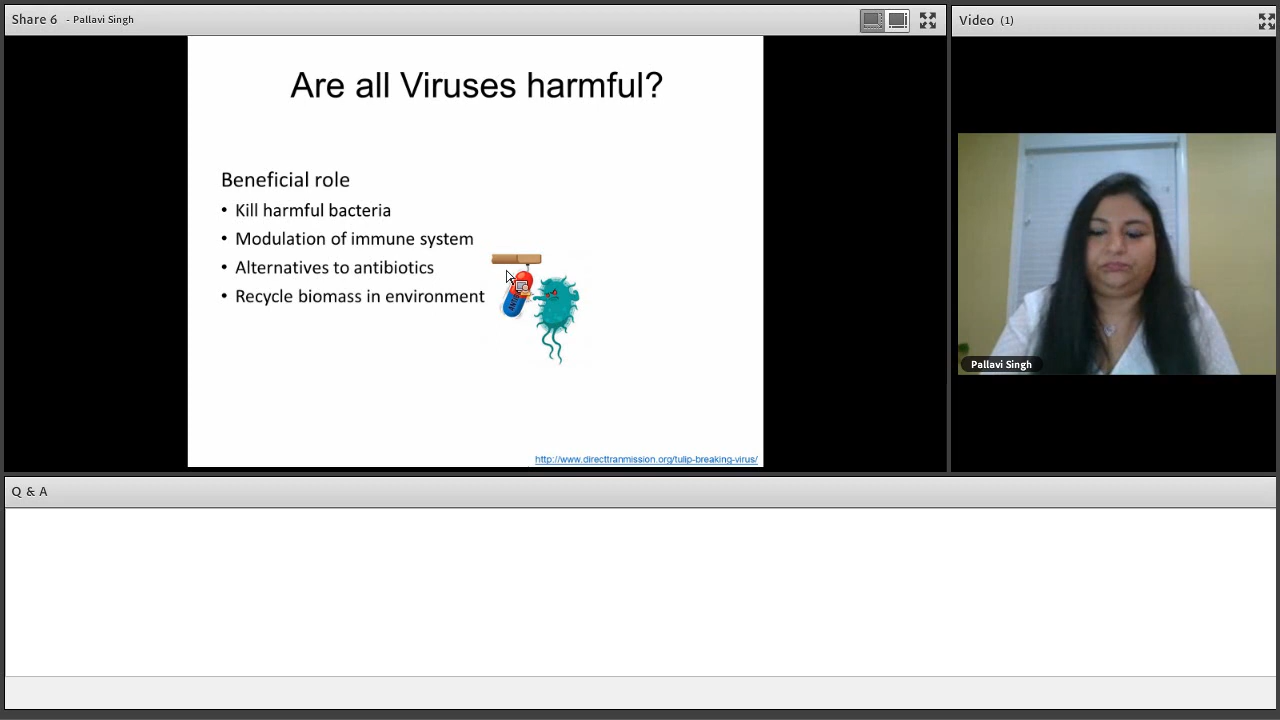 Share 6 - Pallavi Singh
Video (1)
Are all Viruses harmful?
Beneficial role
• Kill harmful bacteria
• Modulation of immune system
• Alternatives to antibiotics
• Recycle biomass in environment
http://www.directtranmission.org/tulip-breaking-virus/
Pallavi Singh
Q & A